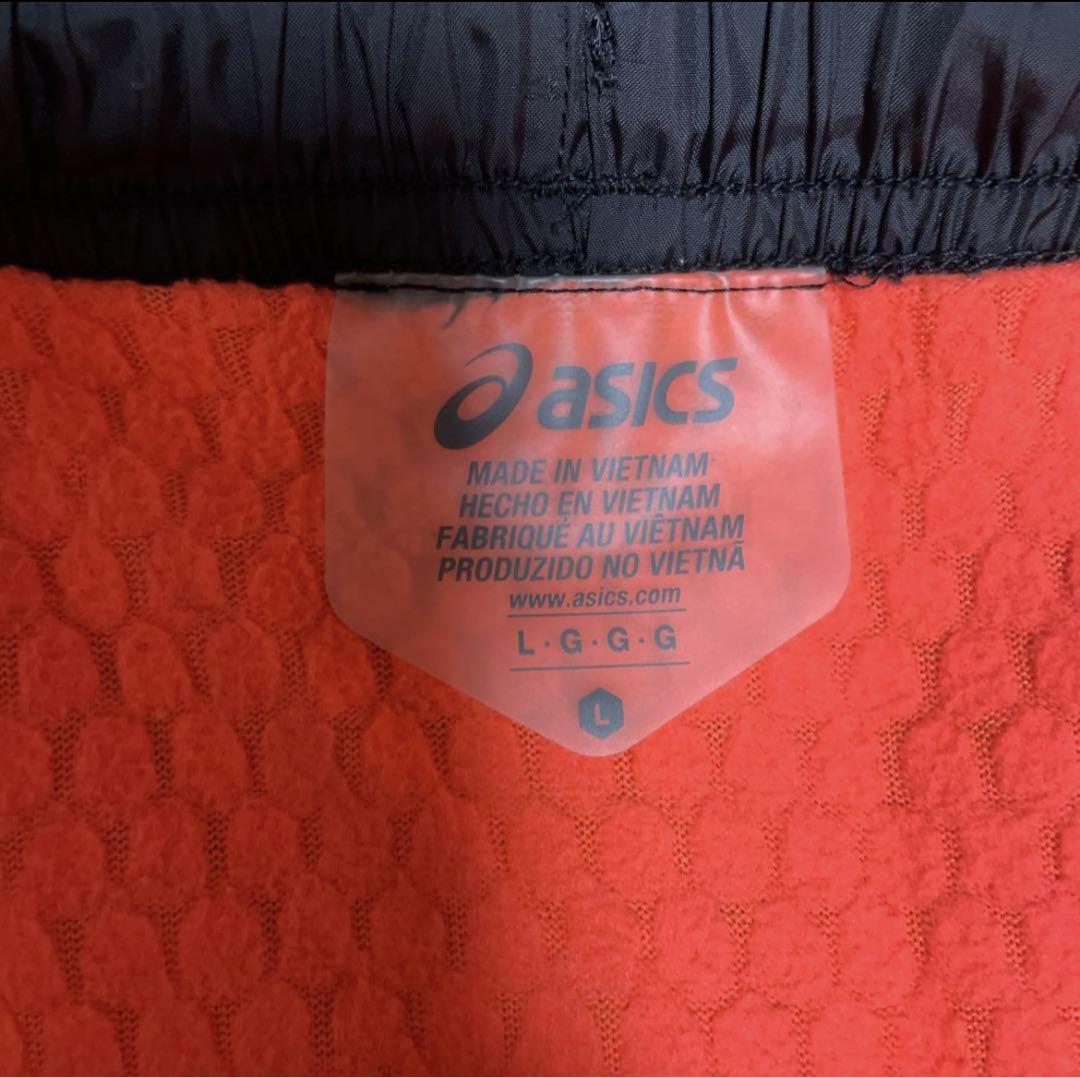 asics
MADE IN VIETNAM
HECHO EN VIETNAM
FABRIQUÉ AU VIÊTNAM
PRODUZIDO NO VIETNÃ
www.asics.com
L · G · G · G
L